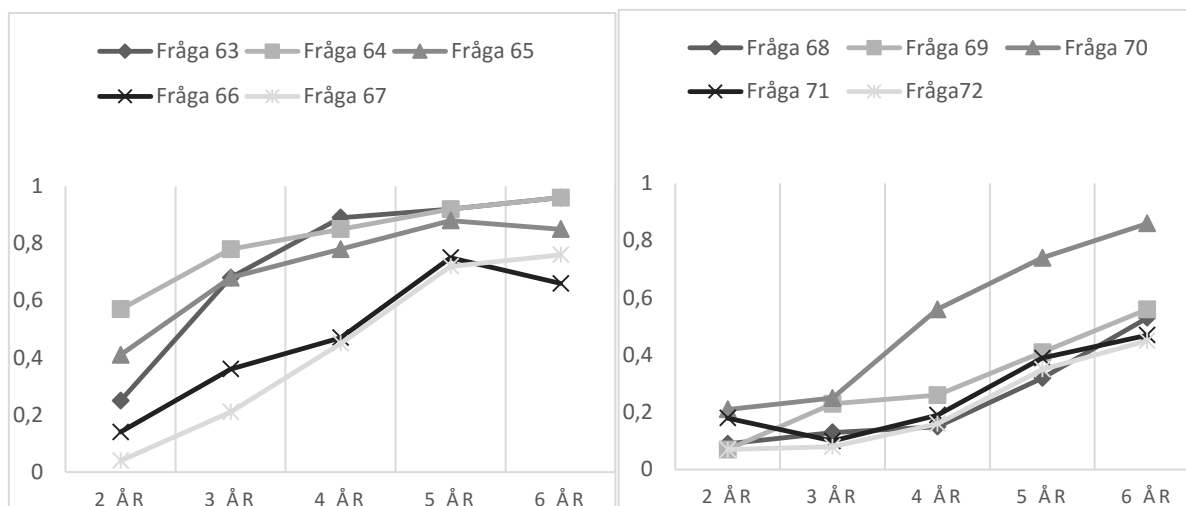 Fråga 63 Fråga 64 Fråga 65
Fråga 66 Fråga 67
1
0,8
0,6
0,4
0,2
0
2 ÅR 3 ÅR 4 ÅR 5 ÅR 6 ÅR
Fråga 68 Fråga 69 Fråga 70
Fråga 71 Fråga72
1
0,8
0,6
0,4
0,2
0
2 ÅR 3 ÅR 4 ÅR 5 ÅR 6 ÅR